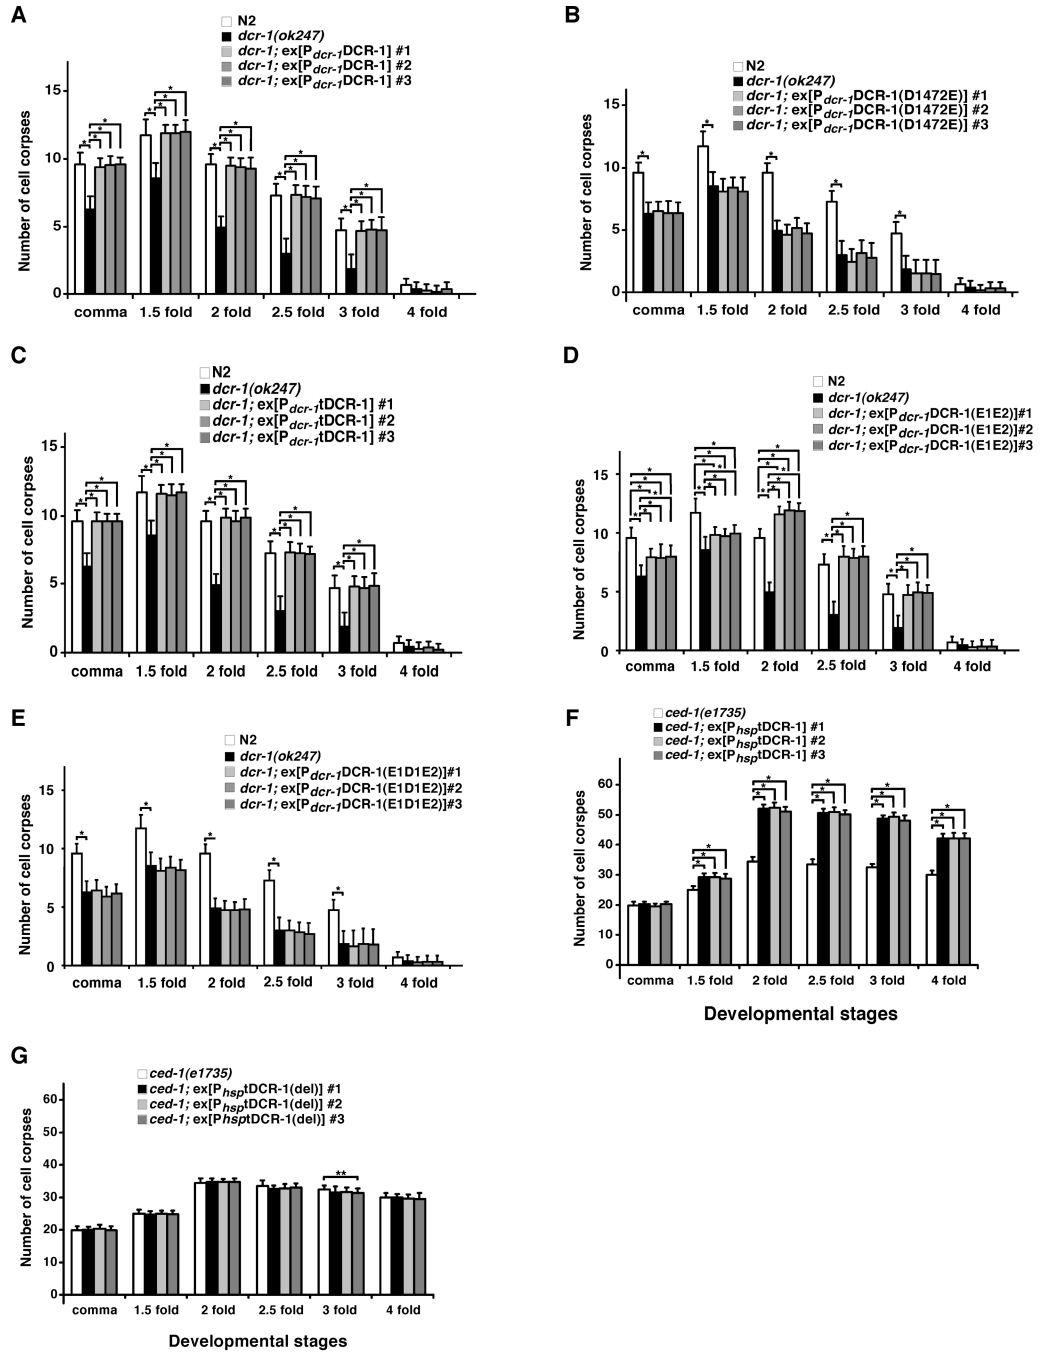 A
N2
dcr-1(ok247)
dcr-1; ex[Pdcr-1DCR-1] #1
dcr-1; ex[Pdcr-1DCR-1] #2
dcr-1; ex[Pdcr-1DCR-1] #3
Number of cell corpses
15
10
5
0
* * * * * * * * * * * * * * * * * * * *
comma 1.5 fold 2 fold 2.5 fold 3 fold 4 fold
B
N2
dcr-1(ok247)
dcr-1; ex[Pdcr-1DCR-1(D1472E)] #1
dcr-1; ex[Pdcr-1DCR-1(D1472E)] #2
dcr-1; ex[Pdcr-1DCR-1(D1472E)] #3
Number of cell corpses
15
10
5
0
* * * * *
comma 1.5 fold 2 fold 2.5 fold 3 fold 4 fold
C
N2
dcr-1(ok247)
dcr-1; ex[Pdcr-1tDCR-1] #1
dcr-1; ex[Pdcr-1tDCR-1] #2
dcr-1; ex[Pdcr-1tDCR-1] #3
Number of cell corpses
15
10
5
0
* * * * * * * * * * * * * * * * * * * *
comma 1.5 fold 2 fold 2.5 fold 3 fold 4 fold
D
N2
dcr-1(ok247)
dcr-1; ex[Pdcr-1DCR-1(E1E2)]#1
dcr-1; ex[Pdcr-1DCR-1(E1E2)]#2
dcr-1; ex[Pdcr-1DCR-1(E1E2)]#3
Number of cell corpses
15
10
5
0
* * * * * * * * * * * * * * * * * * * * * * * * * * * * *
comma 1.5 fold 2 fold 2.5 fold 3 fold 4 fold
E
N2
dcr-1(ok247)
dcr-1; ex[Pdcr-1DCR-1(E1D1E2)]#1
dcr-1; ex[Pdcr-1DCR-1(E1D1E2)]#2
dcr-1; ex[Pdcr-1DCR-1(E1D1E2)]#3
Number of cell corpses
15
10
5
0
* * * * *
comma 1.5 fold 2 fold 2.5 fold 3 fold 4 fold
F
ced-1(e1735)
ced-1; ex[PhsptDCR-1] #1
ced-1; ex[PhsptDCR-1] #2
ced-1; ex[PhsptDCR-1] #3
Number of cell corspes
60
50
40
30
20
10
0
* * * * * * * * * * * * * * *
comma 1.5 fold 2 fold 2.5 fold 3 fold 4 fold
Developmental stages
G
ced-1(e1735)
ced-1; ex[PhsptDCR-1(del)] #1
ced-1; ex[PhsptDCR-1(del)] #2
ced-1; ex[PhsptDCR-1(del)] #3
Number of cell corpses
60
50
40
30
20
10
0
**
comma 1.5 fold 2 fold 2.5 fold 3 fold 4 fold
Developmental stages